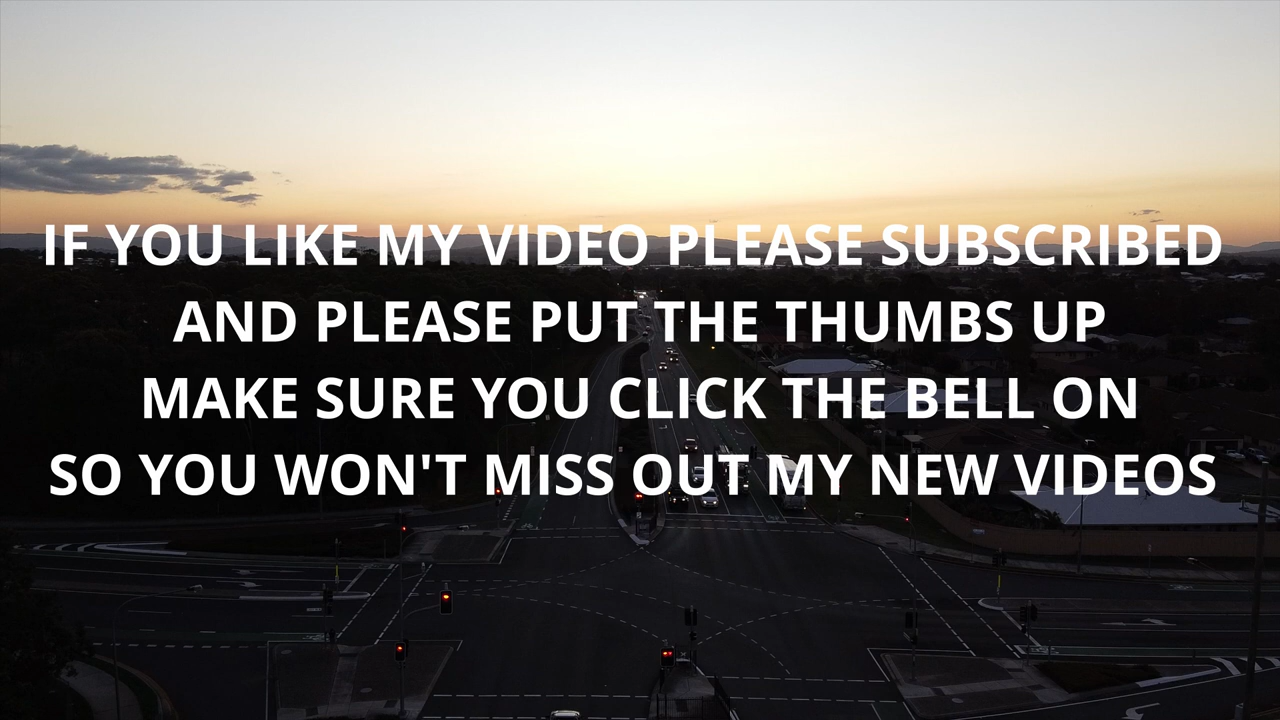 IF YOU LIKE MY VIDEO PLEASE SUBSCRIBED
AND PLEASE PUT THE THUMBS UP
MAKE SURE YOU CLICK THE BELL ON
SO YOU WON'T MISS OUT MY NEW VIDEOS